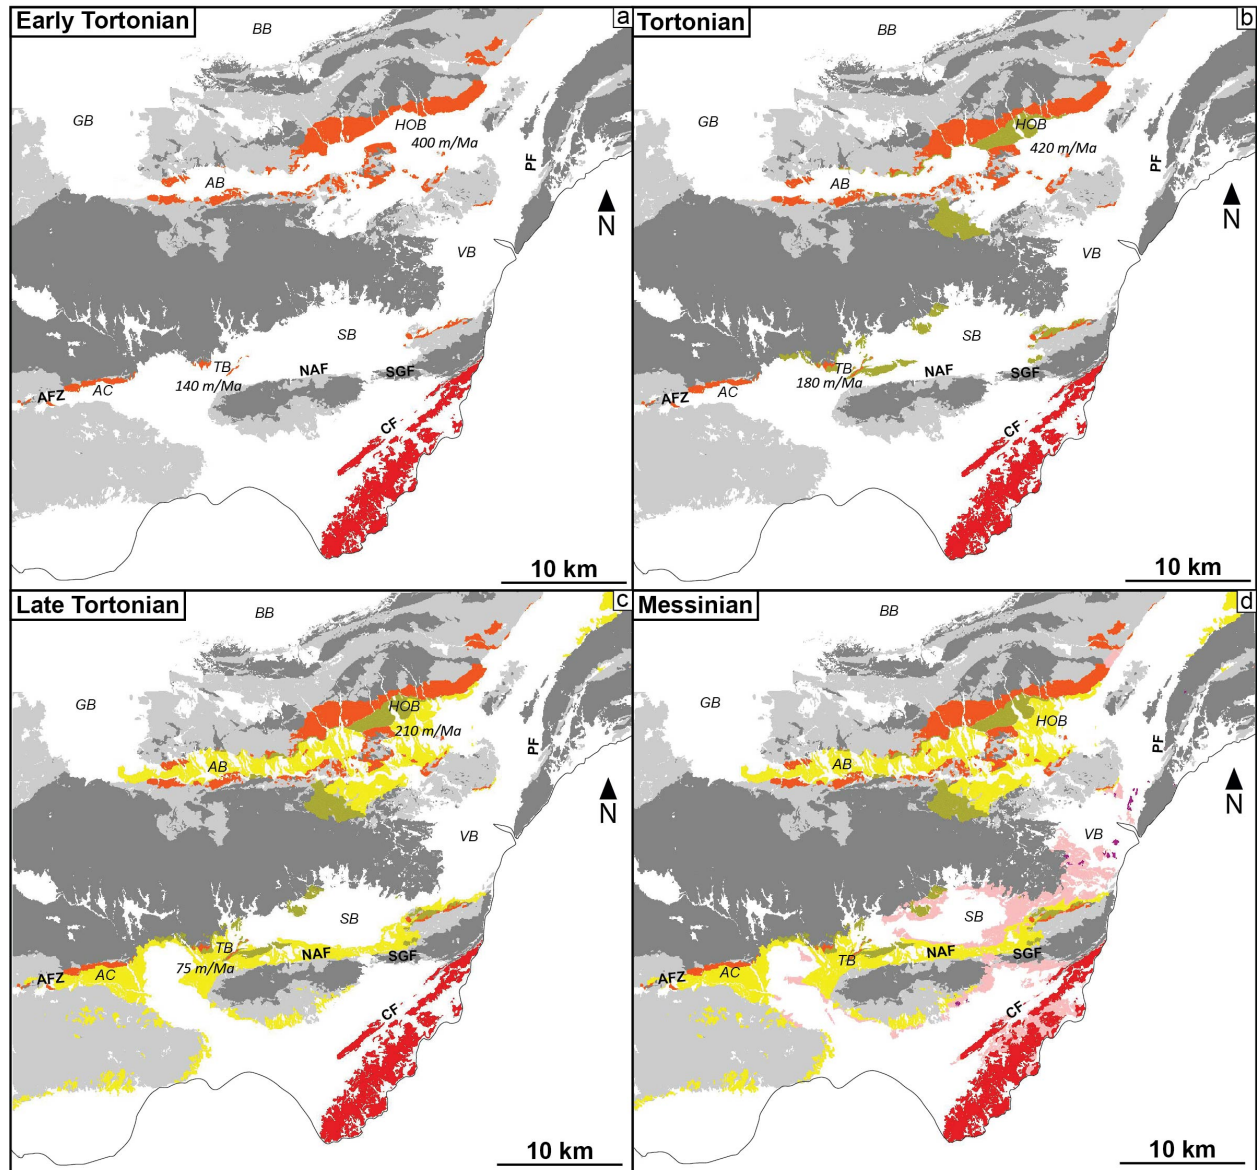 Early Tortonian
a
BB
GB
HOB
400 m/Ma
PF
AB
N
VB
SB
TB
NAF
140 m/Ma
SGF
AFZ
AC
CF
10 km
Tortonian
b
BB
GB
HOB
420 m/Ma
PF
AB
N
VB
SB
TB
NAF
180 m/Ma
SGF
AFZ
AC
CF
10 km
Late Tortonian
c
BB
GB
HOB
210 m/Ma
PF
AB
N
VB
SB
TB
NAF
75 m/Ma
SGF
AFZ
AC
CF
10 km
Messinian
d
BB
GB
HOB
PF
AB
N
VB
SB
TB
NAF
SGF
AFZ
AC
CF
10 km